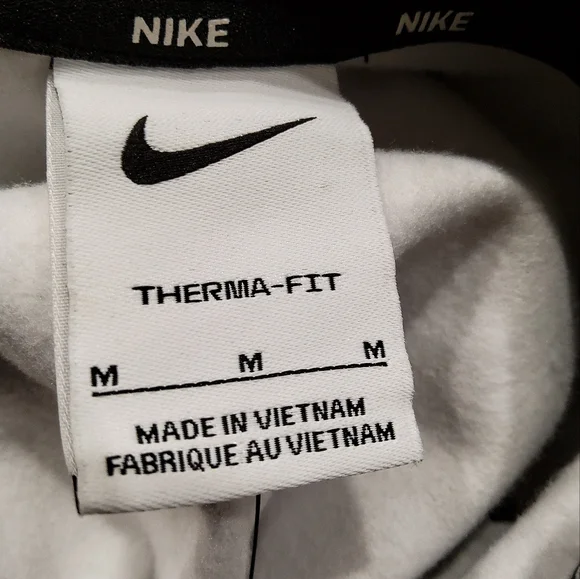 NIKE NIKE
THERMA-FIT
M M M
MADE IN VIETNAM
FABRIQUE AU VIETNAM